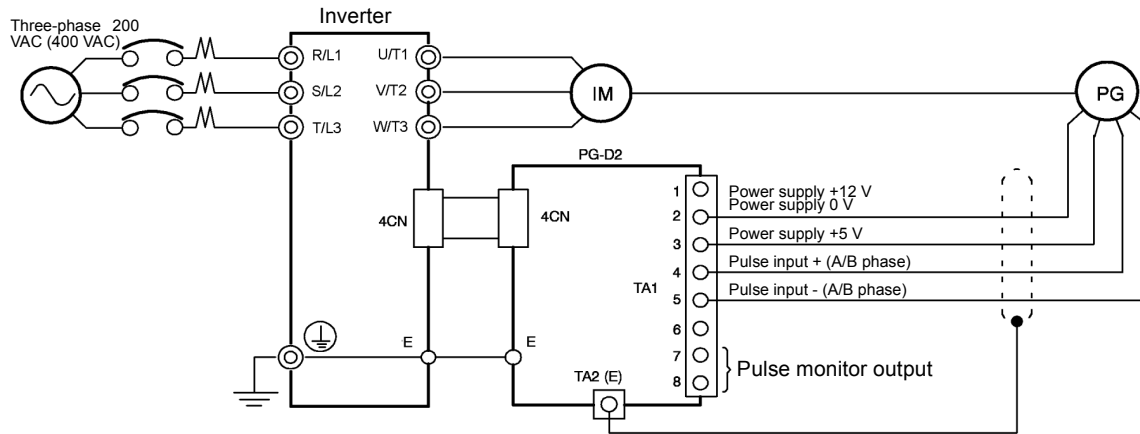 Inverter
Three-phase 200
VAC (400 VAC)
R/L1
U/T1
S/L2
V/T2
IM
PG
T/L3
W/T3
PG-D2
1
Power supply +12 V
2
Power supply 0 V
4CN
4CN
3
Power supply +5 V
4
Pulse input + (A/B phase)
TA1
5
Pulse input - (A/B phase)
6
E
E
7
Pulse monitor output
TA2 (E)
8